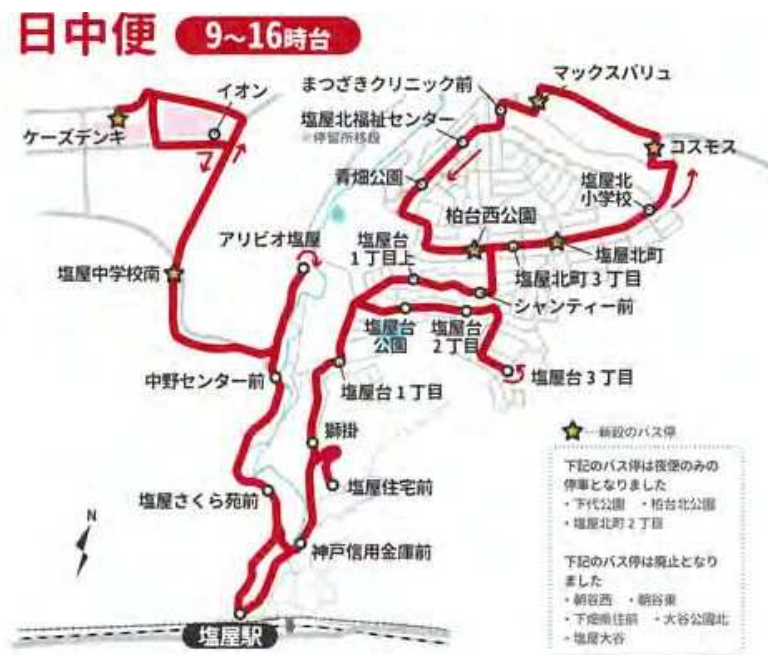 日中便
9〜16時台
イオン
ケーズデンキ
まつざきクリニック前
マックスバリュ
塩屋北福祉センター
※停留所移設
コスモス
青畑公園
塩屋北
小学校
柏台西公園
アリビオ塩屋
塩屋台
1丁目上
塩屋北町
塩屋中学校南
塩屋北町3丁目
シャンティー前
塩屋台
公園
塩屋台
2丁目
中野センター前
塩屋台1丁目
塩屋台3丁目
獅掛
…新設のバス停
塩屋さくら苑前
塩屋住宅前
下記のバス停は夜便のみの
停車となりました
・下代公園 ・柏台北公園
・塩屋北町2丁目
N
神戸信用金庫前
下記のバス停は廃止となり
ました
・朝谷西 ・朝谷東
・下畑県住前 ・大谷公園北
・塩屋大谷
塩屋駅